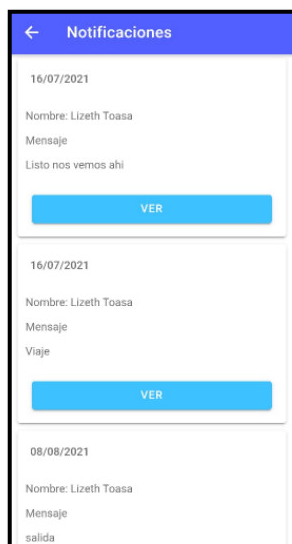 Notificaciones
16/07/2021
Nombre: Lizeth Toasa
Mensaje
Listo nos vemos ahi
VER
16/07/2021
Nombre: Lizeth Toasa
Mensaje
Viaje
VER
08/08/2021
Nombre: Lizeth Toasa
Mensaje
salida